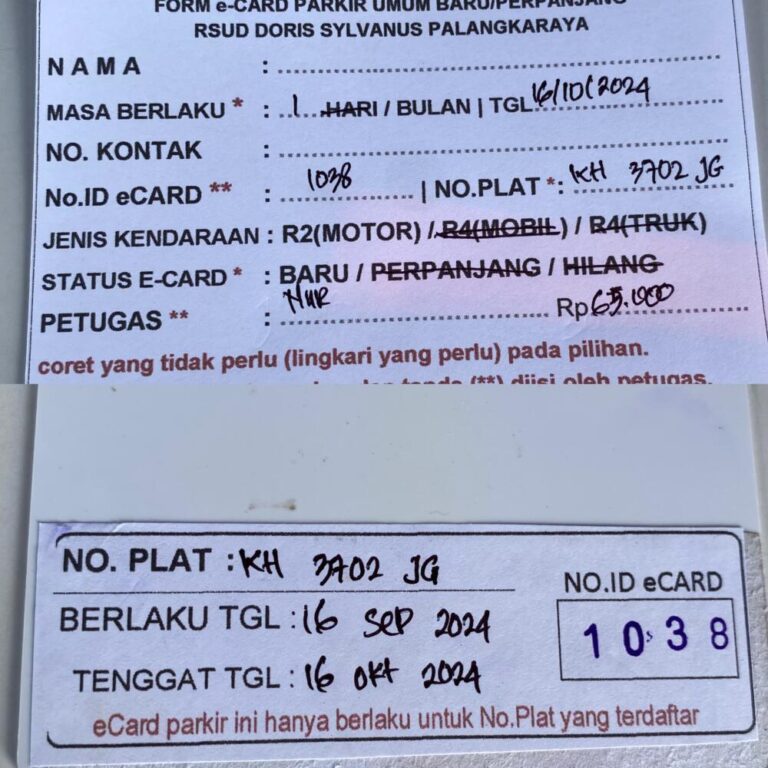 FORM e-CARD PARKIR UMUM BARU/PERPANJANG
RSUD DORIS SYLVANUS PALANGKARAYA
NAMA :
MASA BERLAKU * : 1 HARI / BULAN | TGL 16/10/2024
NO. KONTAK :
No.ID eCARD ** : 1038 | NO.PLAT *: KH 3702 JG
JENIS KENDARAAN : R2(MOTOR) / R4(MOBIL) / R4(TRUK)
STATUS E-CARD * : BARU / PERPANJANG / HILANG
PETUGAS ** : NUR Rp 65.000
coret yang tidak perlu (lingkari yang perlu) pada pilihan.
tanda (**) diisi oleh petugas.
NO. PLAT : KH 3702 JG
NO.ID eCARD
BERLAKU TGL : 16 Sep 2024
1038
TENGGAT TGL : 16 Okt 2024
eCard parkir ini hanya berlaku untuk No.Plat yang terdaftar